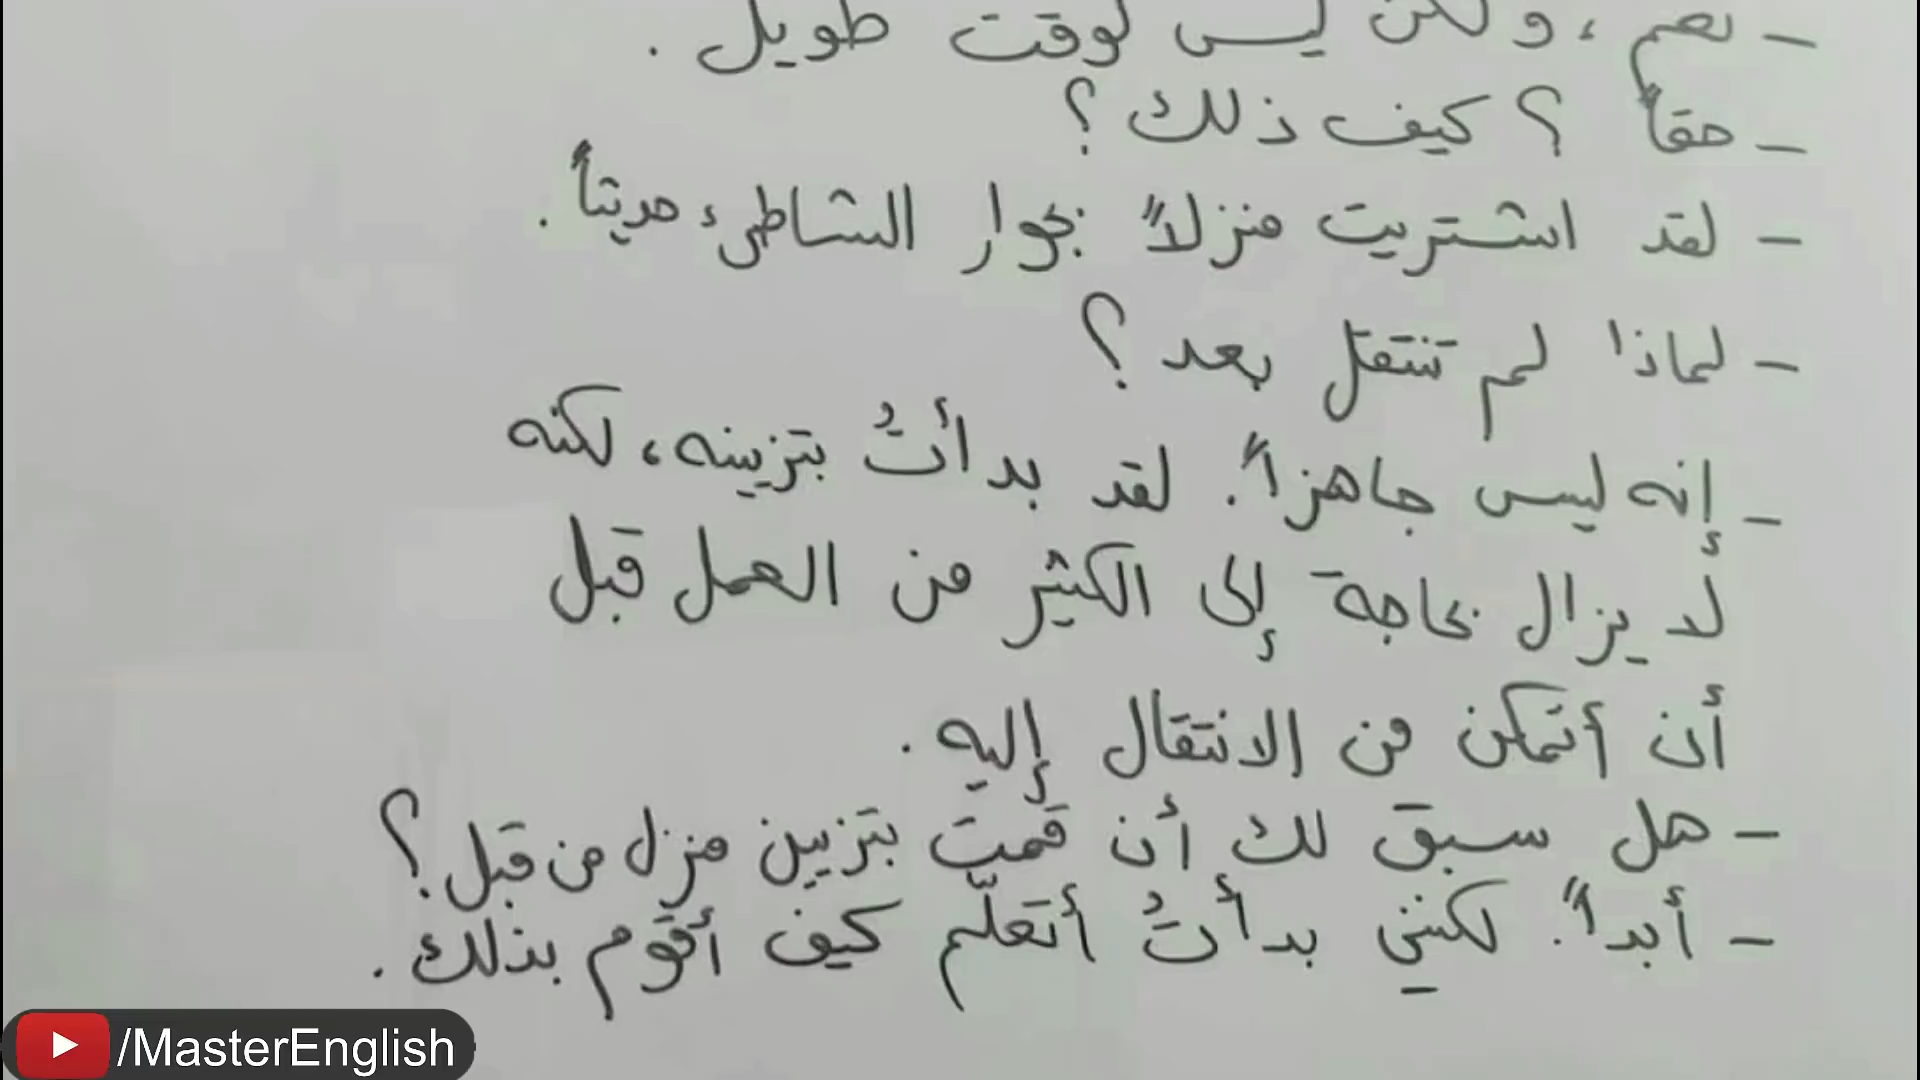 - نعم ، ولكن ليس لوقت طويل .
- حقاً ؟ كيف ذلك ؟
- لقد اشتريت منزلاً بجوار الشاطئ حديثاً .
- لماذا لم تنتقل بعد ؟
- إنه ليس جاهزاً . لقد بدأتُ بتزيينه، لكنه
لا يزال بحاجة إلى الكثير من العمل قبل
أن أتمكن من الانتقال إليه .
- هل سبق لك أن قمت بتزيين منزل من قبل ؟
- أبداً . لكنني بدأتُ أتعلّم كيف أقوم بذلك .
/MasterEnglish